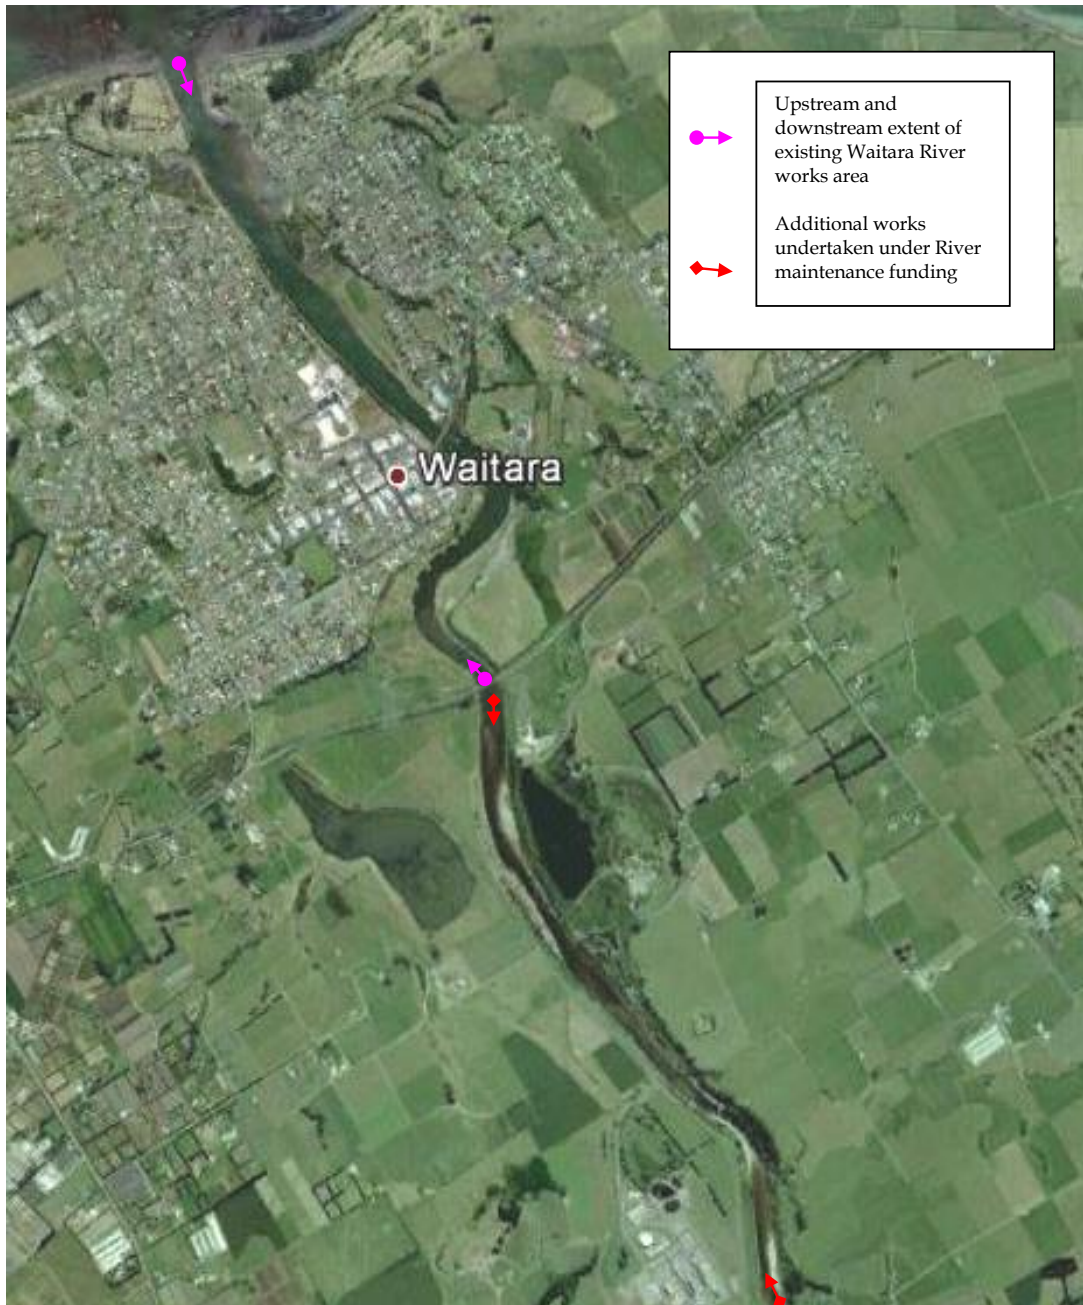 Upstream and
downstream extent of
existing Waitara River
works area
Additional works
undertaken under River
maintenance funding
Waitara